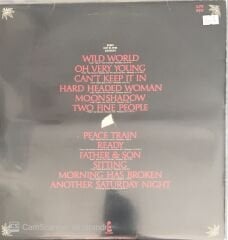 WILD WORLD
OH VERY YOUNG
CAN'T KEEP IT IN
HARD HEADED WOMAN
MOONSHADOW
TWO FINE PEOPLE
PEACE TRAIN
READY
FATHER & SON
SITTING
MORNING HAS BROKEN
ANOTHER SATURDAY NIGHT
CamScanner